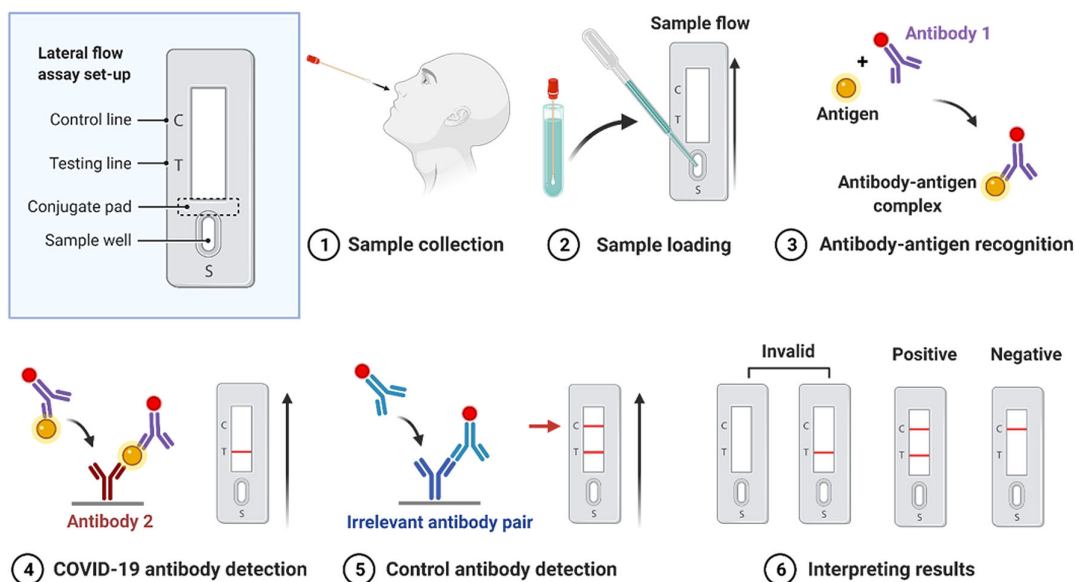 Lateral flow
assay set-up
Control line
C
Testing line
T
Conjugate pad
Sample well
S
1 Sample collection
Sample flow
C
T
S
2 Sample loading
Antibody 1
+
Antigen
Antibody-antigen
complex
3 Antibody-antigen recognition
Antibody 2
C
T
S
4 COVID-19 antibody detection
Irrelevant antibody pair
C
T
S
5 Control antibody detection
Invalid
Positive
Negative
C
T
S
C
T
S
C
T
S
C
T
S
6 Interpreting results